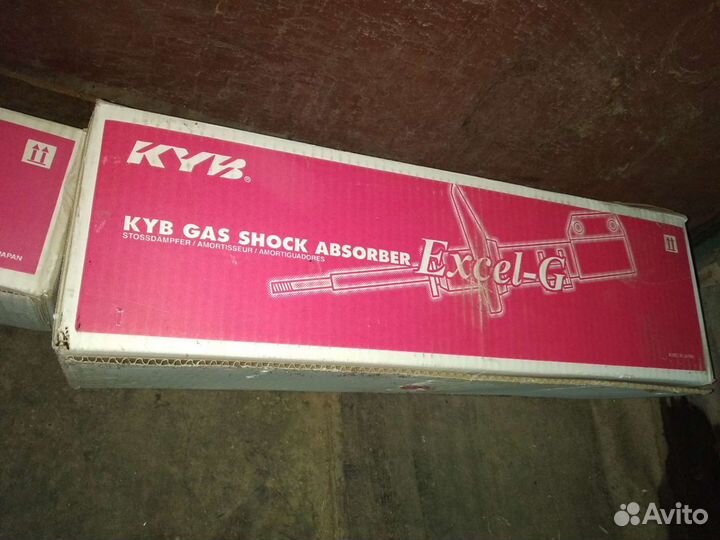 KYB®
KYB GAS SHOCK ABSORBER
STOSSDÄMPFER / AMORTISSEUR / AMORTIGUADORES
Excel-G
JAPAN
Avito